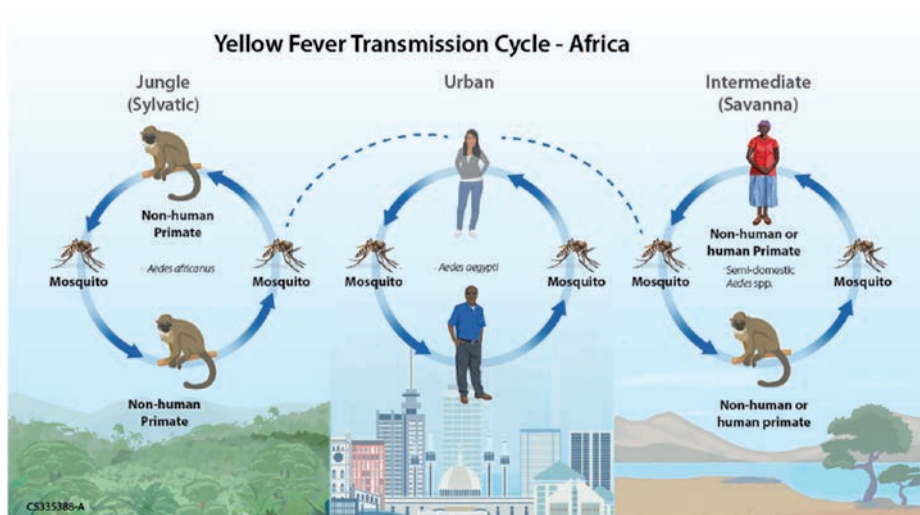 Yellow Fever Transmission Cycle - Africa
Jungle
(Sylvatic)
Non-human
Primate
Mosquito
· Aedes africanus
Mosquito
Non-human
Primate
Urban
Mosquito
· Aedes aegypti
Mosquito
Intermediate
(Savanna)
Non-human or
human Primate
Mosquito
· Semi-domestic
Aedes spp.
Mosquito
Non-human or
human primate
CS335388-A